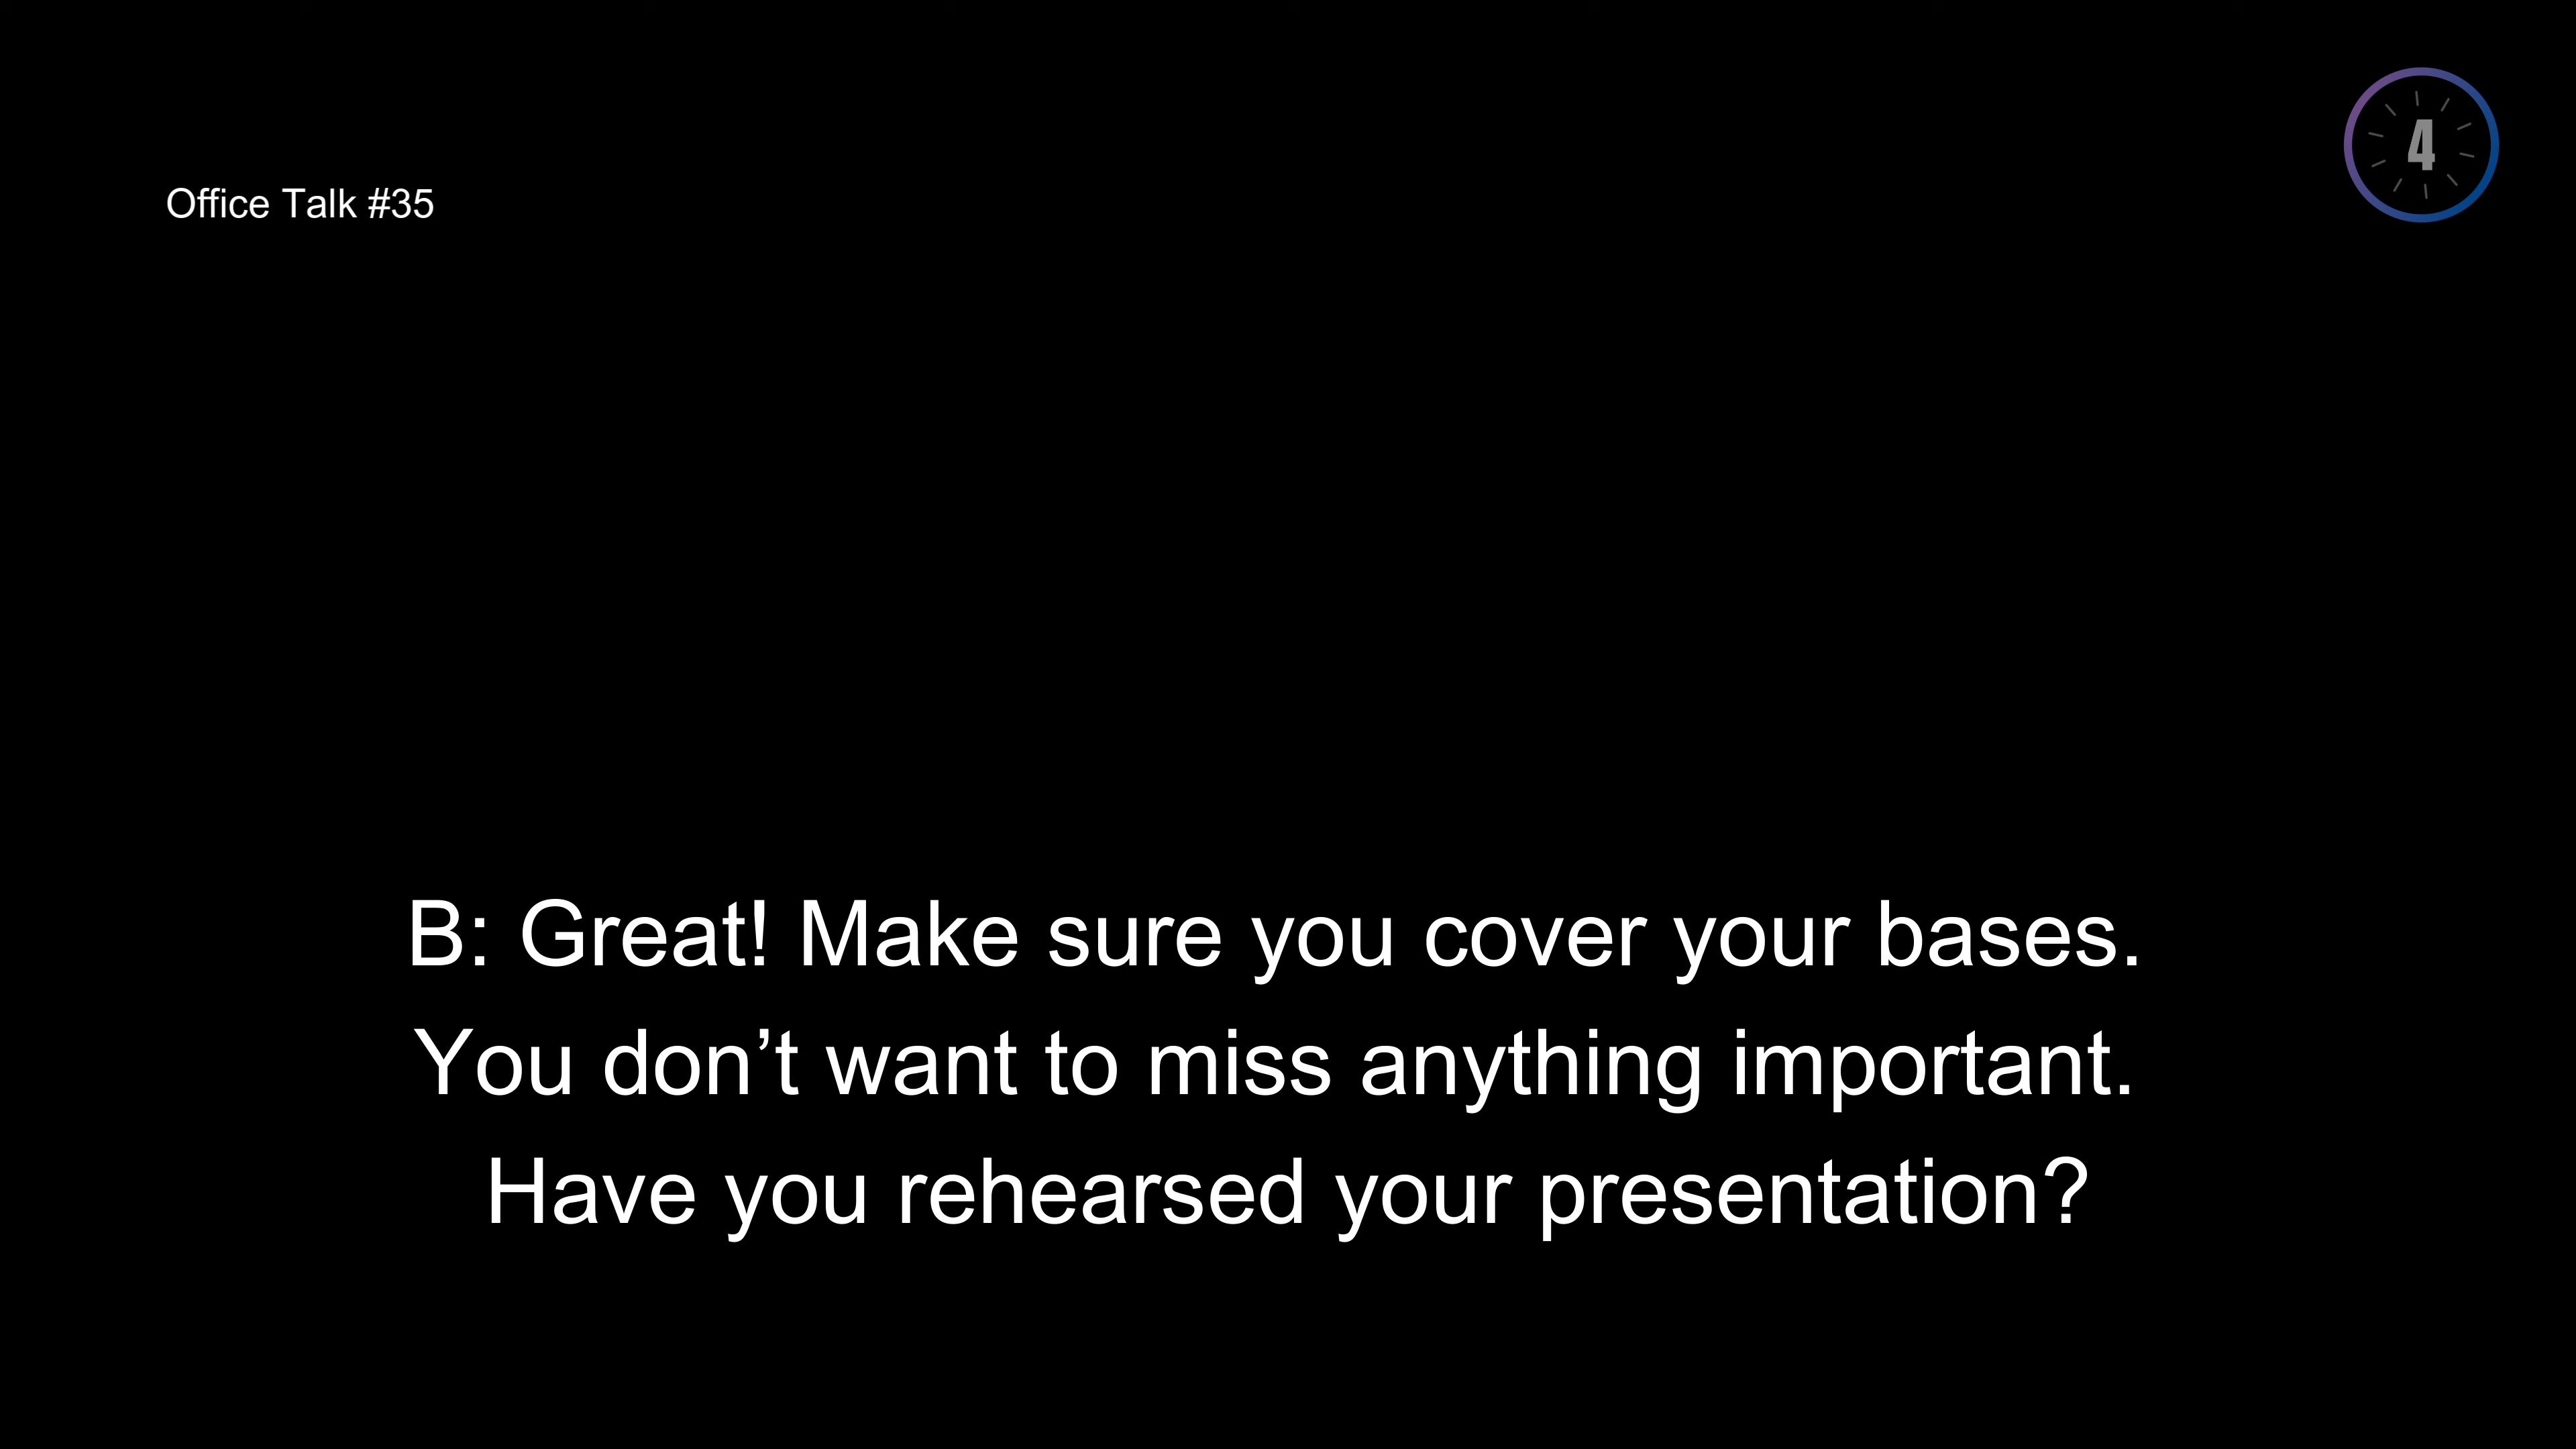 4
Office Talk #35
B: Great! Make sure you cover your bases.
You don’t want to miss anything important.
Have you rehearsed your presentation?